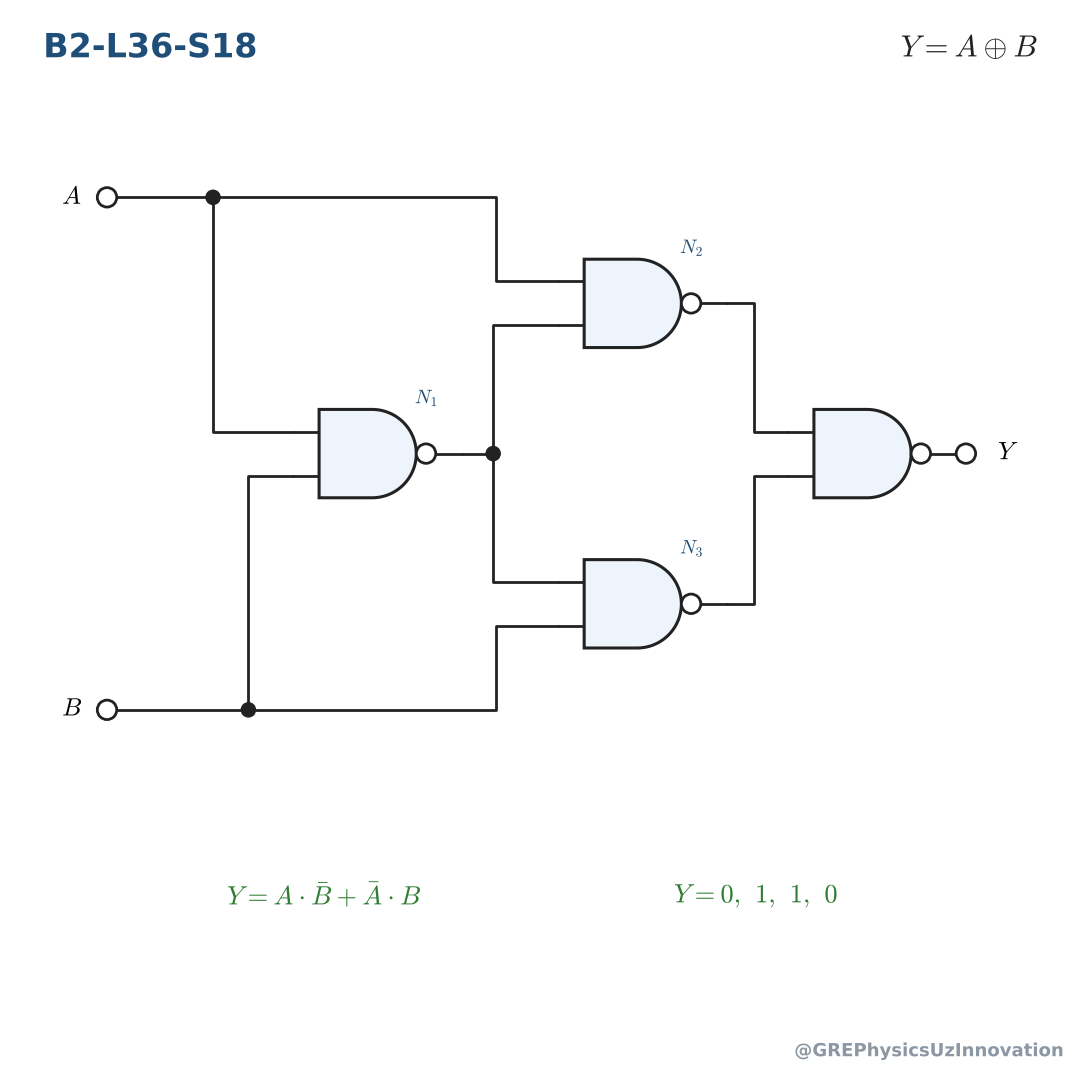 B2-L36-S18
Y = A ⊕ B
A
N₂
N₁
Y
N₃
B
Y = A · B̄ + Ā · B
Y = 0, 1, 1, 0
@GREPhysicsUzInnovation